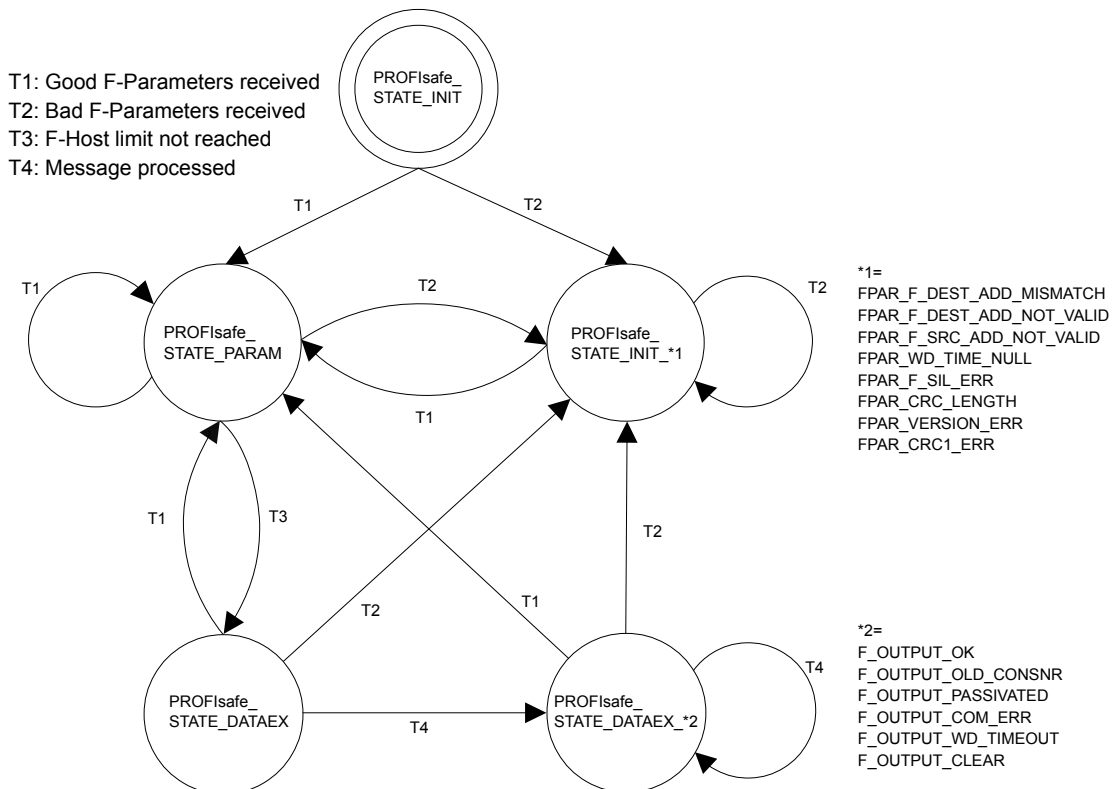 PROFIsafe_
STATE_INIT
T1: Good F-Parameters received
T2: Bad F-Parameters received
T3: F-Host limit not reached
T4: Message processed
T1
T2
T1
PROFIsafe_
STATE_PARAM
T2
T1
PROFIsafe_
STATE_INIT_*1
T2
*1=
FPAR_F_DEST_ADD_MISMATCH
FPAR_F_DEST_ADD_NOT_VALID
FPAR_F_SRC_ADD_NOT_VALID
FPAR_WD_TIME_NULL
FPAR_F_SIL_ERR
FPAR_CRC_LENGTH
FPAR_VERSION_ERR
FPAR_CRC1_ERR
T1
T3
T2
T1
T2
PROFIsafe_
STATE_DATAEX
T4
PROFIsafe_
STATE_DATAEX_*2
T4
*2=
F_OUTPUT_OK
F_OUTPUT_OLD_CONSNR
F_OUTPUT_PASSIVATED
F_OUTPUT_COM_ERR
F_OUTPUT_WD_TIMEOUT
F_OUTPUT_CLEAR